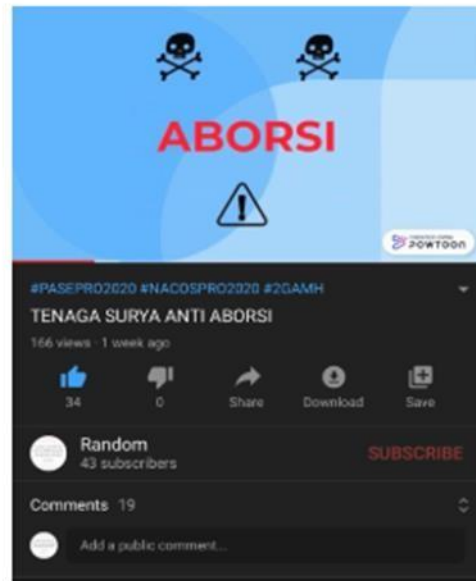 ABORSI
POWTOON
#PASEPRO2020 #NACOSPRO2020 #2GAMH
TENAGA SURYA ANTI ABORSI
166 views · 1 week ago
34
0
Share
Download
Save
Random
43 subscribers
SUBSCRIBE
Comments 19
Add a public comment...